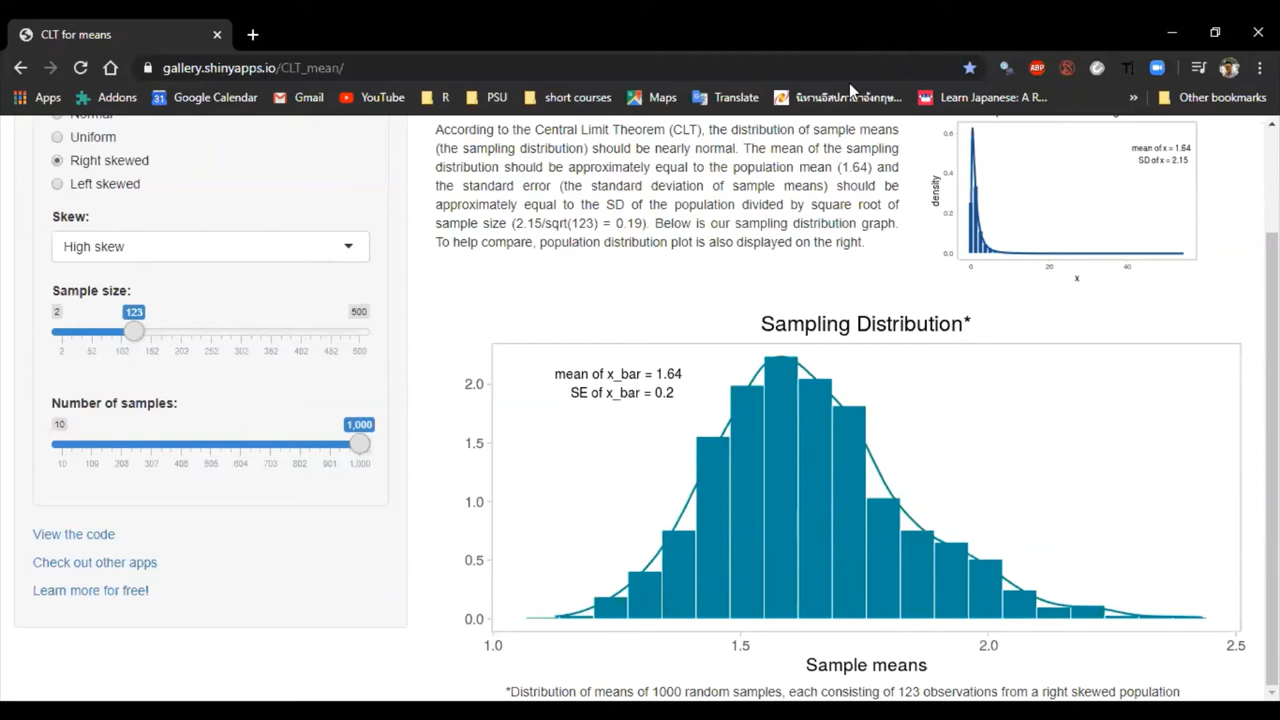 CLT for means
gallery.shinyapps.io/CLT_mean/
ABP
Apps
Addons
31 Google Calendar
Gmail
YouTube
R
PSU
short courses
Maps
Translate
Learn Japanese: A R...
»
Other bookmarks
Uniform
Right skewed
Left skewed
Skew:
High skew
Sample size:
2 123 500
2 52 102 152 202 252 302 352 402 452 500
Number of samples:
10 1,000
10 109 208 307 406 505 604 703 802 901 1,000
View the code
Check out other apps
Learn more for free!
According to the Central Limit Theorem (CLT), the distribution of sample means
(the sampling distribution) should be nearly normal. The mean of the sampling
distribution should be approximately equal to the population mean (1.64) and
the standard error (the standard deviation of sample means) should be
approximately equal to the SD of the population divided by square root of
sample size (2.15/sqrt(123) = 0.19). Below is our sampling distribution graph.
To help compare, population distribution plot is also displayed on the right.
mean of x = 1.64
SD of x = 2.15
density
0.6
0.4
0.2
0.0
0 20 40
x
Sampling Distribution*
mean of x_bar = 1.64
SE of x_bar = 0.2
2.0
1.5
1.0
0.5
0.0
1.0 1.5 2.0 2.5
Sample means
*Distribution of means of 1000 random samples, each consisting of 123 observations from a right skewed population